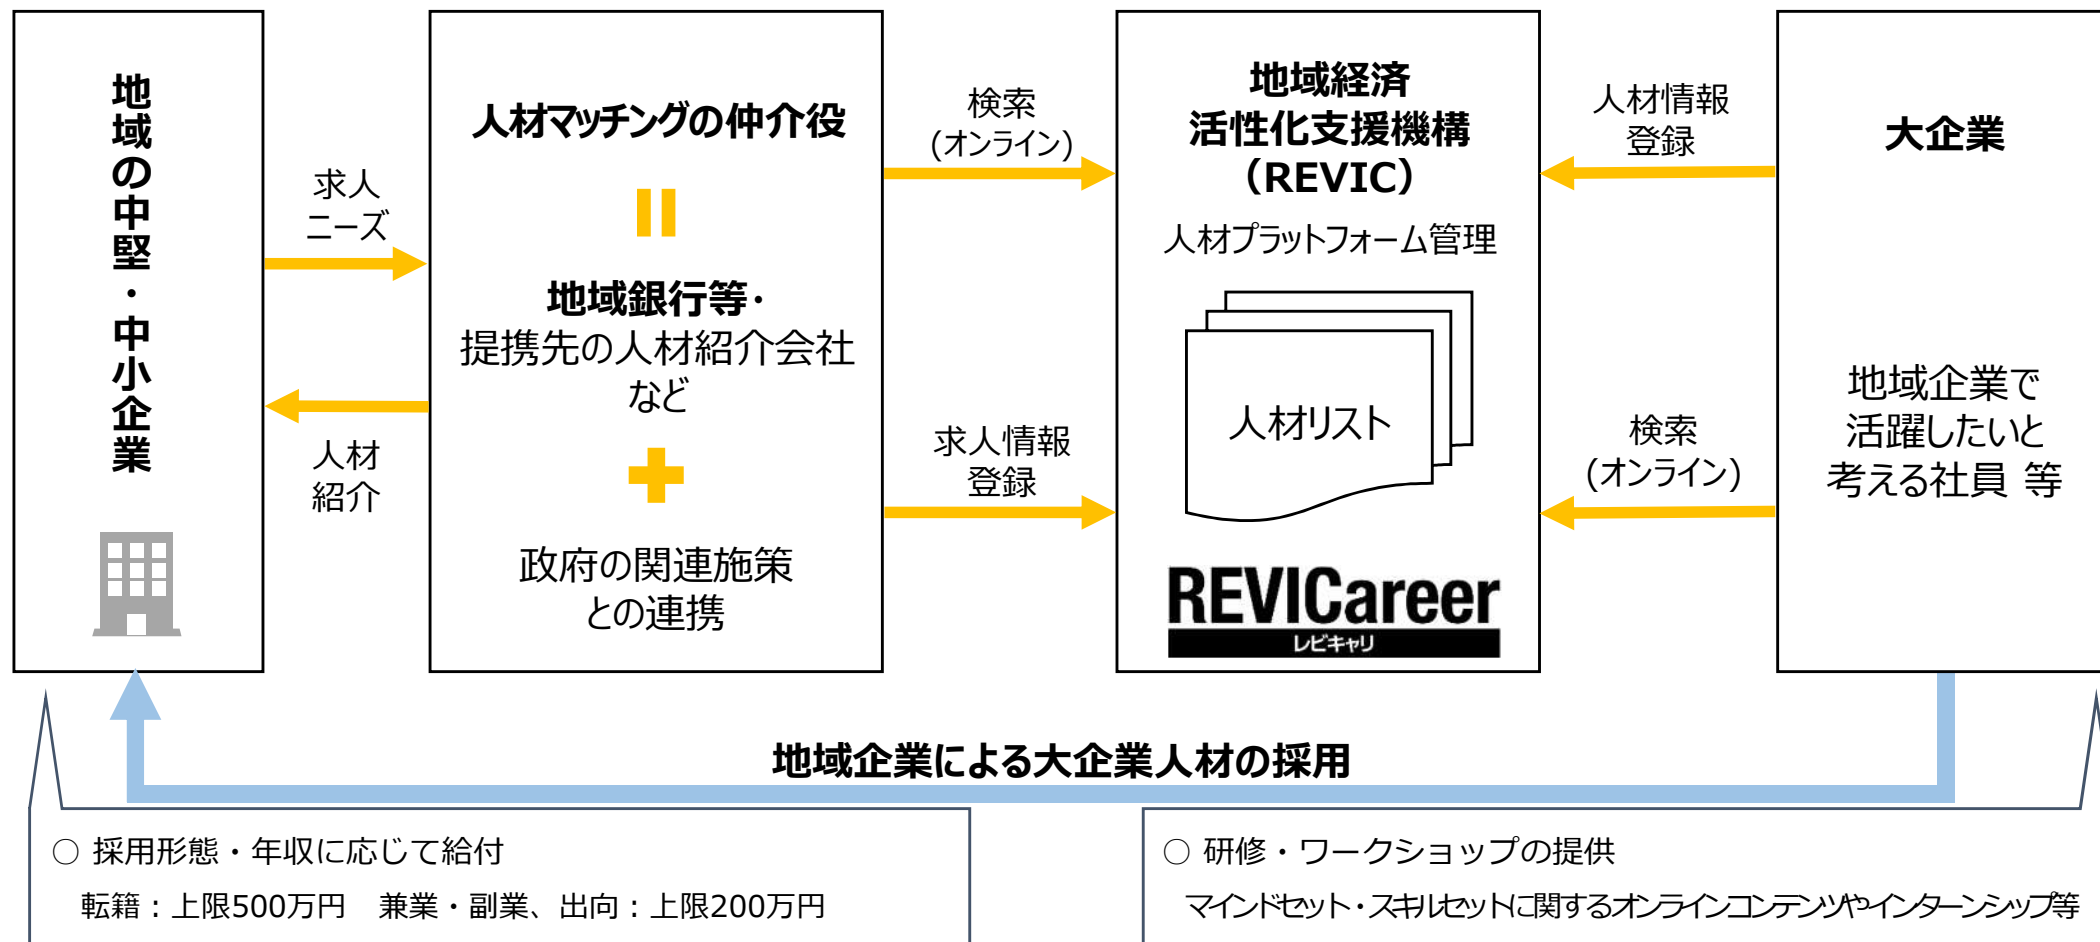 地域の中堅・中小企業
求人
ニーズ
人材
紹介
人材マッチングの仲介役
地域銀行等・
提携先の人材紹介会社
など
政府の関連施策
との連携
検索
(オンライン)
求人情報
登録
地域経済
活性化支援機構
（REVIC）
人材プラットフォーム管理
人材リスト
REVICareer
レビキャリ
人材情報
登録
検索
(オンライン)
大企業
地域企業で
活躍したいと
考える社員 等
地域企業による大企業人材の採用
○ 採用形態・年収に応じて給付
転籍：上限500万円　兼業・副業、出向：上限200万円
○ 研修・ワークショップの提供
マインドセット・スキルセットに関するオンラインコンテンツやインターンシップ等